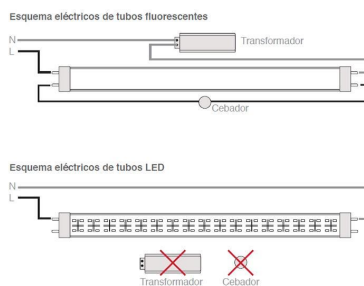 Esquema eléctricos de tubos fluorescentes
N
Transformador
L
Cebador
Esquema eléctricos de tubos LED
N
L
Transformador Cebador